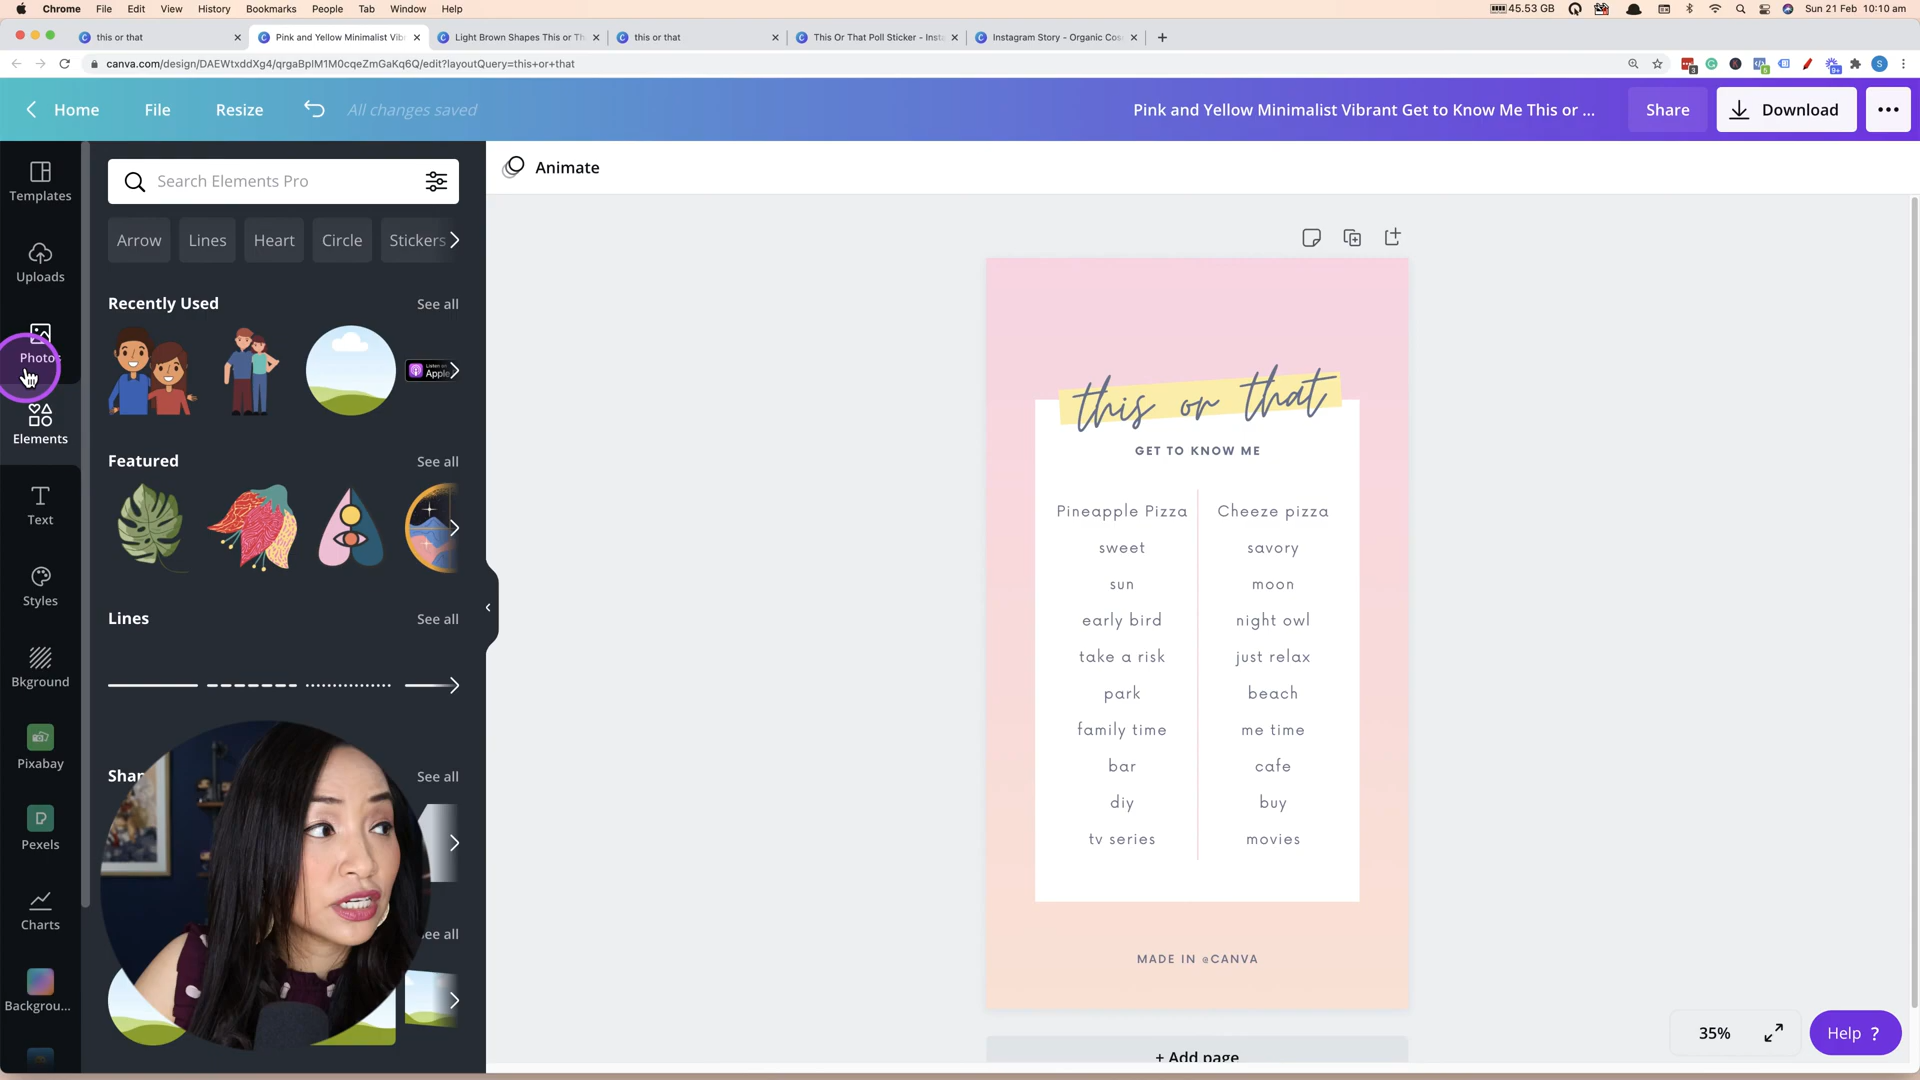 Chrome File Edit View History Bookmarks People Tab Window Help
45.53 GB Sun 21 Feb 10:10 am
this or that
Pink and Yellow Minimalist Vib
Light Brown Shapes This or Th
this or that
This Or That Poll Sticker - Inst
Instagram Story - Organic Cos
canva.com/design/DAEWtxddXg4/qrgaBplM1M0cqeZmGaKq6Q/edit?layoutQuery=this+or+that
Home File Resize All changes saved
Pink and Yellow Minimalist Vibrant Get to Know Me This or ...
Share Download
Templates
Uploads
Photos
Elements
Text
Styles
Bkground
Pixabay
Pexels
Charts
Backgrou...
Search Elements Pro
Arrow Lines Heart Circle Stickers
Recently Used See all
Listen on
Apple
Featured See all
Lines See all
Shap See all
ee all
Animate
this or that
GET TO KNOW ME
Pineapple Pizza Cheeze pizza
sweet savory
sun moon
early bird night owl
take a risk just relax
park beach
family time me time
bar cafe
diy buy
tv series movies
MADE IN @CANVA
+ Add page
35%
Help ?